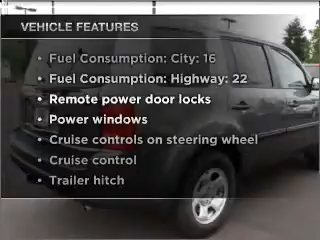 VEHICLE FEATURES
• Fuel Consumption: City: 16
• Fuel Consumption: Highway: 22
• Remote power door locks
• Power windows
• Cruise controls on steering wheel
• Cruise control
• Trailer hitch